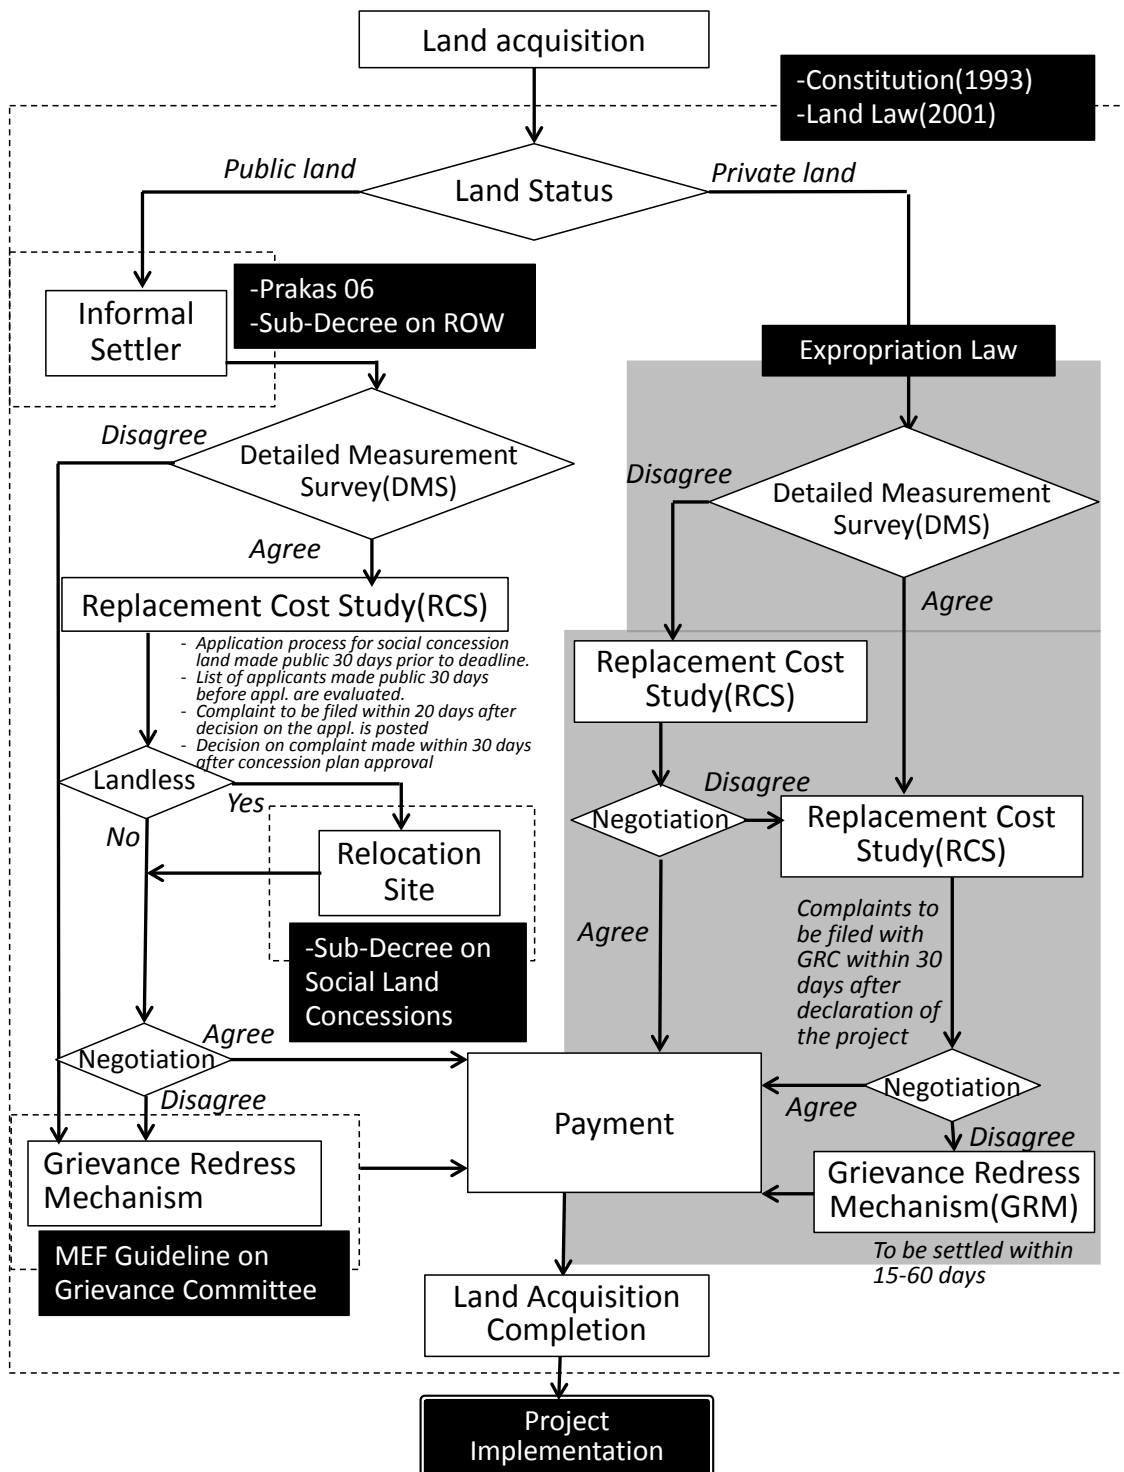 Land acquisition
-Constitution(1993)
-Land Law(2001)
Public land
Private land
Land Status
Informal
Settler
-Prakas 06
-Sub-Decree on ROW
Expropriation Law
Disagree
Detailed Measurement
Survey(DMS)
Agree
Disagree
Detailed Measurement
Survey(DMS)
Agree
Replacement Cost Study(RCS)
- Application process for social concession
land made public 30 days prior to deadline.
- List of applicants made public 30 days
before appl. are evaluated.
- Complaint to be filed within 20 days after
decision on the appl. is posted
- Decision on complaint made within 30 days
after concession plan approval
Replacement Cost
Study(RCS)
Landless
Yes
No
Disagree
Negotiation
Replacement Cost
Study(RCS)
Relocation
Site
Agree
Complaints to
be filed with
GRC within 30
days after
declaration of
the project
-Sub-Decree on
Social Land
Concessions
Agree
Negotiation
Disagree
Payment
Negotiation
Agree
Disagree
Grievance Redress
Mechanism
Grievance Redress
Mechanism(GRM)
MEF Guideline on
Grievance Committee
To be settled within
15-60 days
Land Acquisition
Completion
Project
Implementation